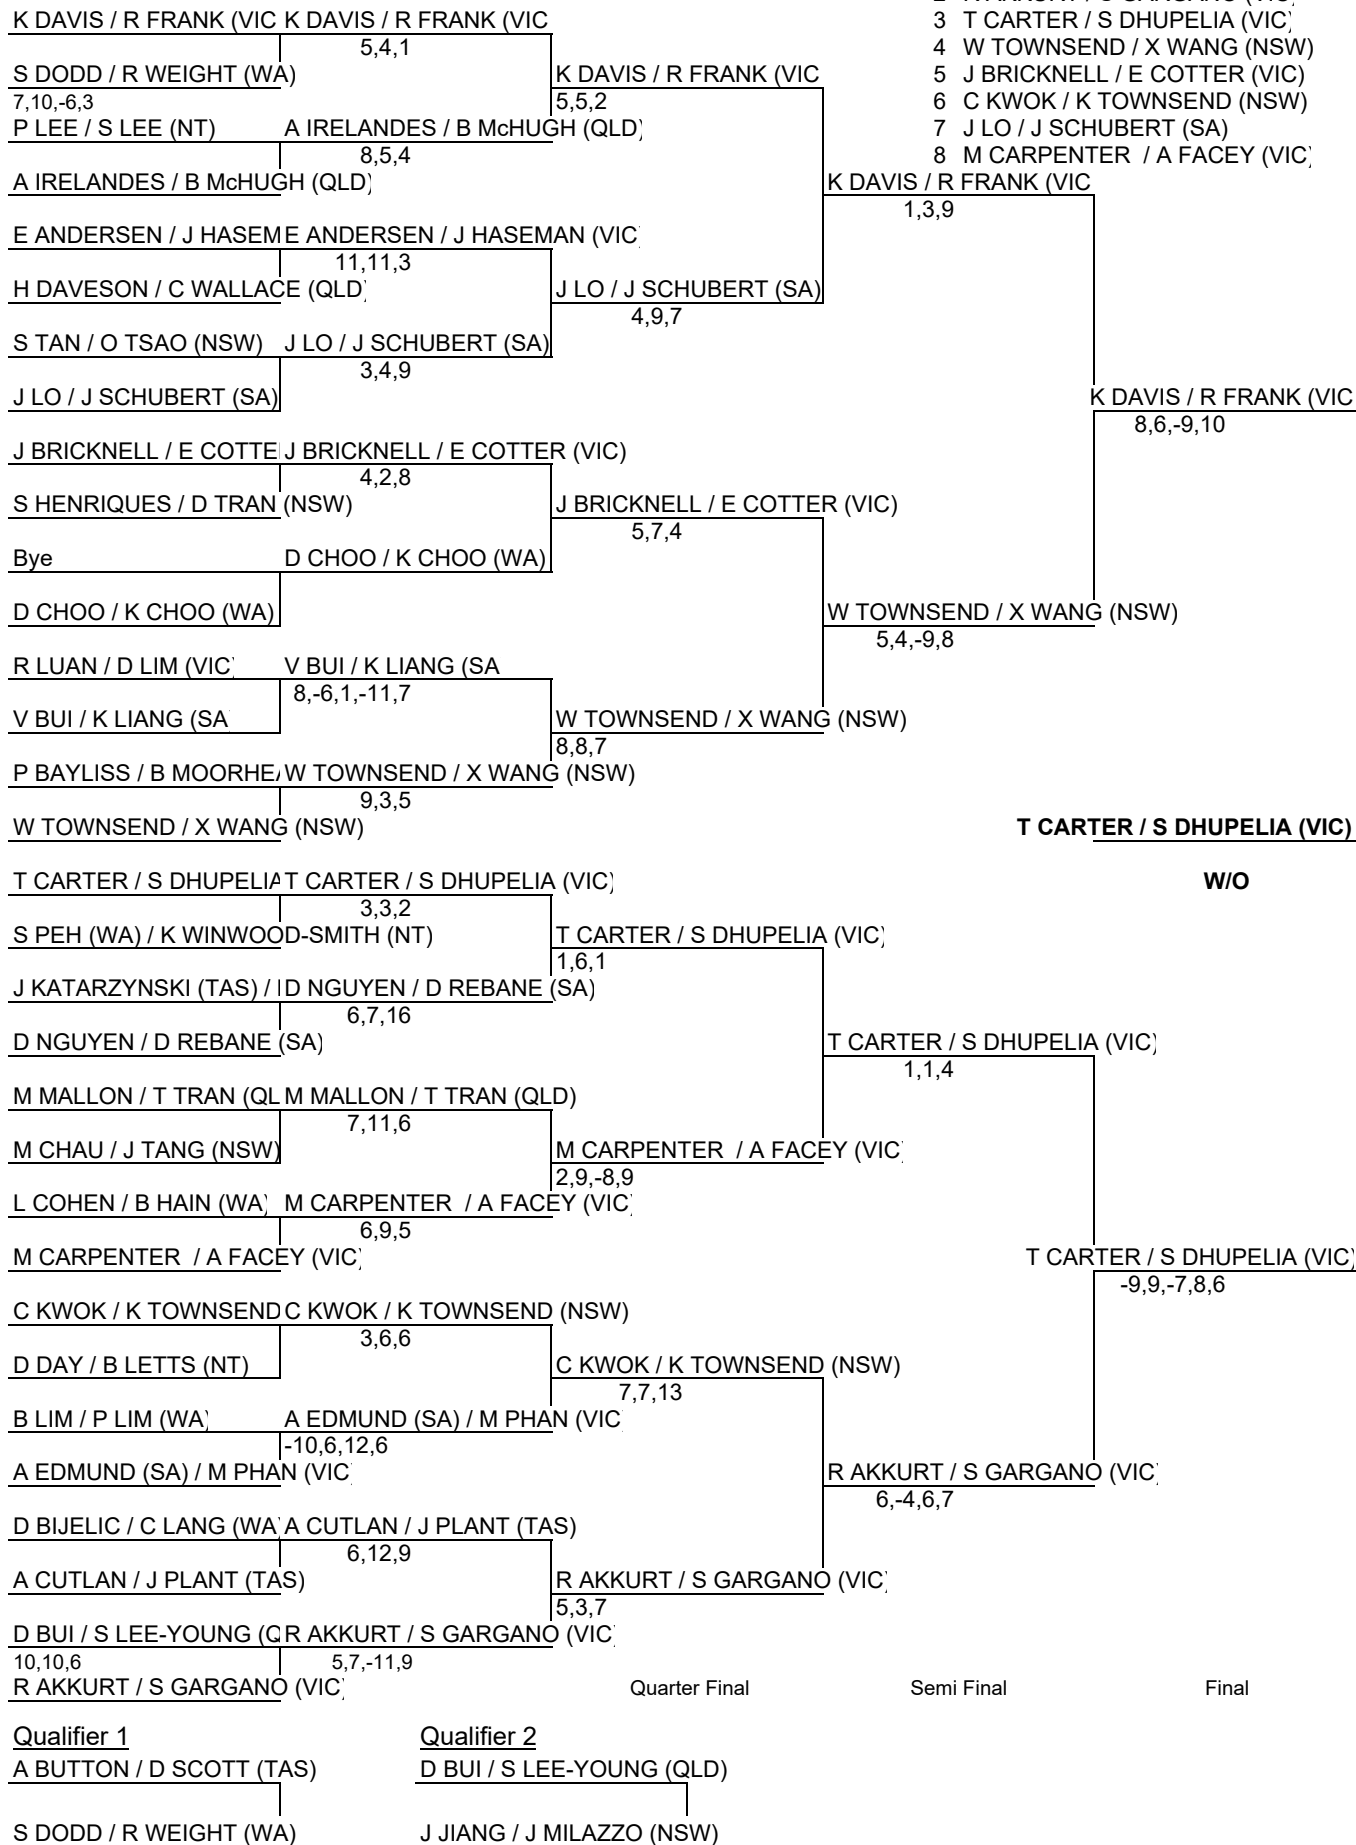 K DAVIS / R FRANK (VIC K DAVIS / R FRANK (VIC
3 T CARTER / S DHUPELIA (VIC)
5,4,1
4 W TOWNSEND / X WANG (NSW)
S DODD / R WEIGHT (WA) K DAVIS / R FRANK (VIC
5 J BRICKNELL / E COTTER (VIC)
7,10,-6,3 5,5,2
6 C KWOK / K TOWNSEND (NSW)
P LEE / S LEE (NT) A IRELANDES / B McHUGH (QLD)
7 J LO / J SCHUBERT (SA)
8,5,4
8 M CARPENTER / A FACEY (VIC)
A IRELANDES / B McHUGH (QLD) K DAVIS / R FRANK (VIC
1,3,9
E ANDERSEN / J HASEM E ANDERSEN / J HASEMAN (VIC)
11,11,3
H DAVESON / C WALLACE (QLD) J LO / J SCHUBERT (SA)
4,9,7
S TAN / O TSAO (NSW) J LO / J SCHUBERT (SA)
3,4,9
J LO / J SCHUBERT (SA) K DAVIS / R FRANK (VIC
8,6,-9,10
J BRICKNELL / E COTTE J BRICKNELL / E COTTER (VIC)
4,2,8
S HENRIQUES / D TRAN (NSW) J BRICKNELL / E COTTER (VIC)
5,7,4
Bye D CHOO / K CHOO (WA)
D CHOO / K CHOO (WA) W TOWNSEND / X WANG (NSW)
5,4,-9,8
R LUAN / D LIM (VIC) V BUI / K LIANG (SA
8,-6,1,-11,7
V BUI / K LIANG (SA W TOWNSEND / X WANG (NSW)
8,8,7
P BAYLISS / B MOORHEA W TOWNSEND / X WANG (NSW)
9,3,5
W TOWNSEND / X WANG (NSW) T CARTER / S DHUPELIA (VIC)
T CARTER / S DHUPELIA T CARTER / S DHUPELIA (VIC) W/O
3,3,2
S PEH (WA) / K WINWOOD-SMITH (NT) T CARTER / S DHUPELIA (VIC)
1,6,1
J KATARZYNSKI (TAS) / D NGUYEN / D REBANE (SA)
6,7,16
D NGUYEN / D REBANE (SA) T CARTER / S DHUPELIA (VIC)
1,1,4
M MALLON / T TRAN (QL M MALLON / T TRAN (QLD)
7,11,6
M CHAU / J TANG (NSW) M CARPENTER / A FACEY (VIC)
2,9,-8,9
L COHEN / B HAIN (WA) M CARPENTER / A FACEY (VIC)
6,9,5
M CARPENTER / A FACEY (VIC) T CARTER / S DHUPELIA (VIC)
-9,9,-7,8,6
C KWOK / K TOWNSEND C KWOK / K TOWNSEND (NSW)
3,6,6
D DAY / B LETTS (NT) C KWOK / K TOWNSEND (NSW)
7,7,13
B LIM / P LIM (WA) A EDMUND (SA) / M PHAN (VIC)
-10,6,12,6
A EDMUND (SA) / M PHAN (VIC) R AKKURT / S GARGANO (VIC)
6,-4,6,7
D BIJELIC / C LANG (WA) A CUTLAN / J PLANT (TAS)
6,12,9
A CUTLAN / J PLANT (TAS) R AKKURT / S GARGANO (VIC)
5,3,7
D BUI / S LEE-YOUNG (Q R AKKURT / S GARGANO (VIC)
10,10,6 5,7,-11,9
R AKKURT / S GARGANO (VIC) Quarter Final Semi Final Final
Qualifier 1 Qualifier 2
A BUTTON / D SCOTT (TAS) D BUI / S LEE-YOUNG (QLD)
S DODD / R WEIGHT (WA) J JIANG / J MILAZZO (NSW)